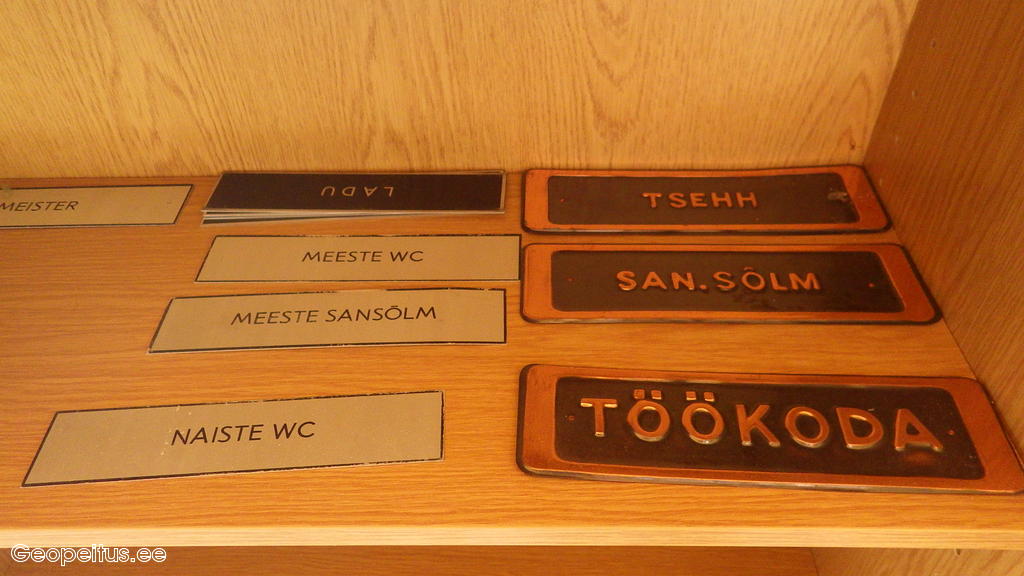 MEISTER
LADU
TSEHH
MEESTE WC
SAN.SÕLM
MEESTE SANSÕLM
NAISTE WC
TÖÖKODA
Geopeitus.ee